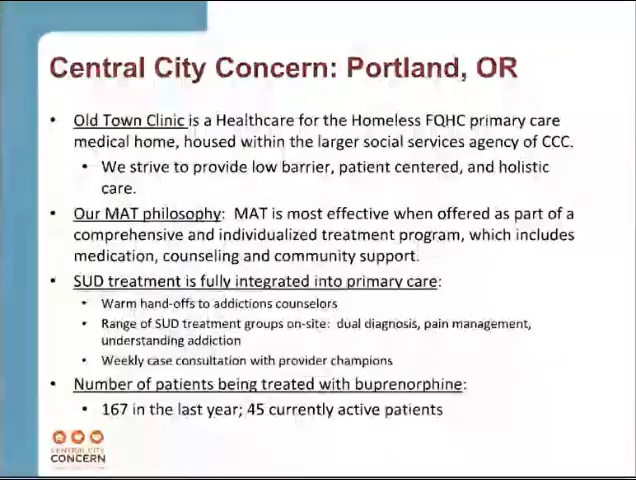 Central City Concern: Portland, OR
• Old Town Clinic is a Healthcare for the Homeless FQHC primary care
medical home, housed within the larger social services agency of CCC.
• We strive to provide low barrier, patient centered, and holistic
care.
• Our MAT philosophy: MAT is most effective when offered as part of a
comprehensive and individualized treatment program, which includes
medication, counseling and community support.
• SUD treatment is fully integrated into primary care:
• Warm hand-offs to addictions counselors
• Range of SUD treatment groups on-site: dual diagnosis, pain management,
understanding addiction
• Weekly case consultation with provider champions
• Number of patients being treated with buprenorphine:
• 167 in the last year; 45 currently active patients
CENTRAL CITY
CONCERN